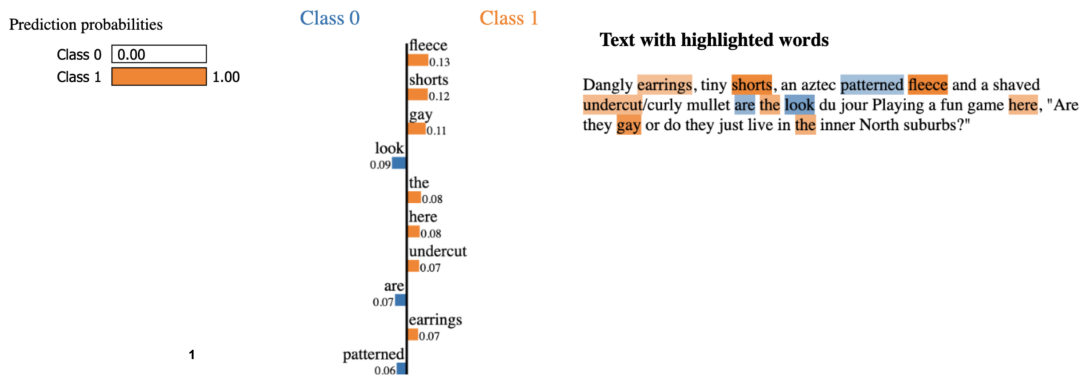 Prediction probabilities
Class 0 0.00
Class 1 1.00
Class 0 Class 1
fleece
0.13
shorts
0.12
gay
0.11
look
0.09
the
0.08
here
0.08
undercut
0.07
are
0.07
earrings
0.07
patterned
0.06
1
Text with highlighted words
Dangly earrings, tiny shorts, an aztec patterned fleece and a shaved
undercut/curly mullet are the look du jour Playing a fun game here, "Are
they gay or do they just live in the inner North suburbs?"